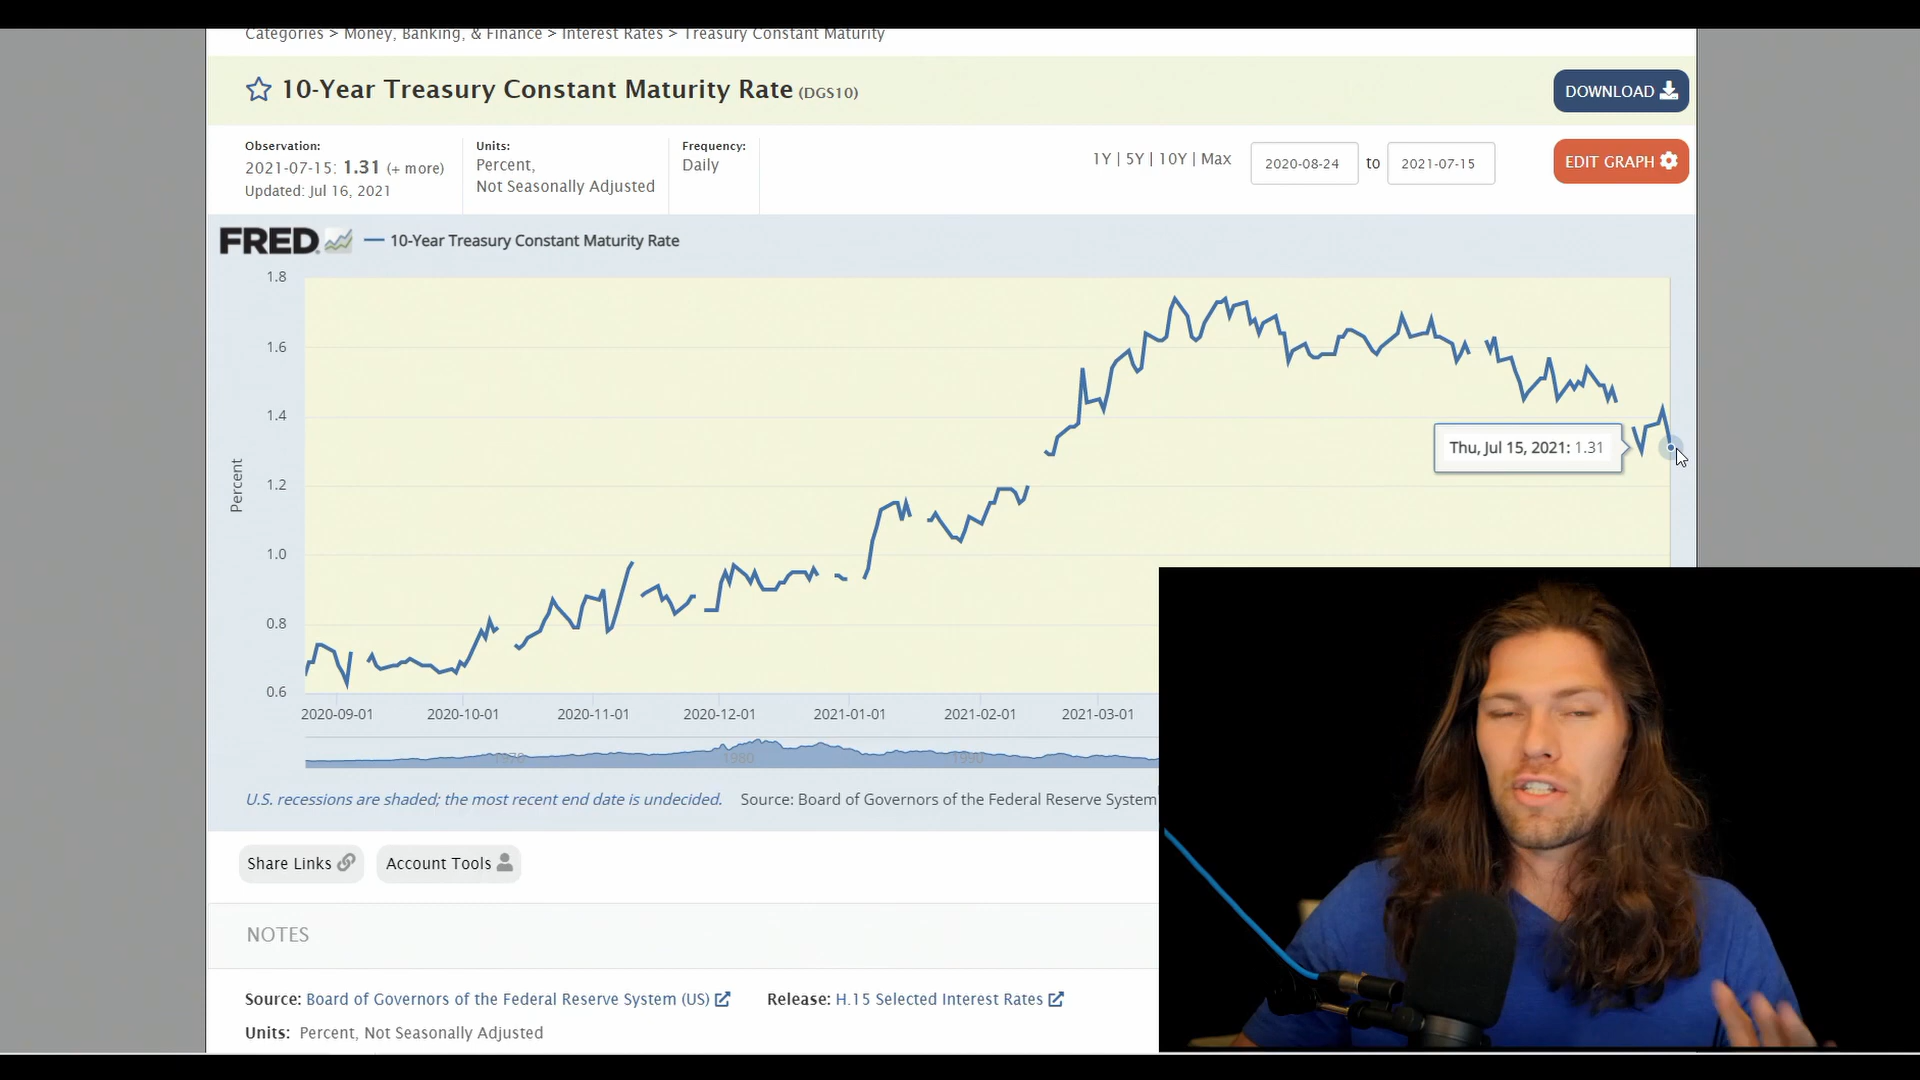 Categories > Money, Banking, & Finance > Interest Rates > Treasury Constant Maturity
10-Year Treasury Constant Maturity Rate (DGS10)
DOWNLOAD
Observation:
2021-07-15: 1.31 (+ more)
Updated: Jul 16, 2021
Units:
Percent,
Not Seasonally Adjusted
Frequency:
Daily
1Y | 5Y | 10Y | Max
2020-08-24 to 2021-07-15
EDIT GRAPH
FRED
10-Year Treasury Constant Maturity Rate
1.8
1.6
1.4
1.2
1.0
0.8
0.6
Percent
Thu, Jul 15, 2021: 1.31
2020-09-01 2020-10-01 2020-11-01 2020-12-01 2021-01-01 2021-02-01 2021-03-01
1970 1980 1990
U.S. recessions are shaded; the most recent end date is undecided. Source: Board of Governors of the Federal Reserve System
Share Links
Account Tools
NOTES
Source: Board of Governors of the Federal Reserve System (US) Release: H.15 Selected Interest Rates
Units: Percent, Not Seasonally Adjusted